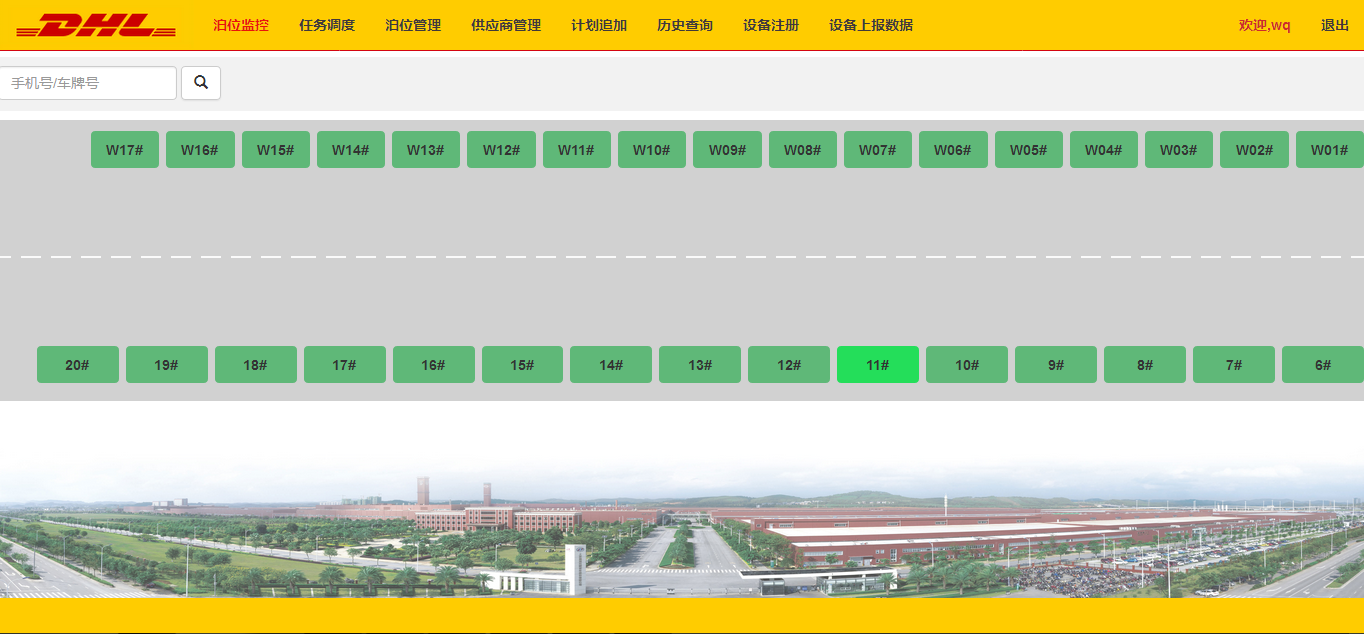 DHL 泊位监控 任务调度 泊位管理 供应商管理 计划追加 历史查询 设备注册 设备上报数据 欢迎,wq 退出
手机号/车牌号
W17# W16# W15# W14# W13# W12# W11# W10# W09# W08# W07# W06# W05# W04# W03# W02# W01#
20# 19# 18# 17# 16# 15# 14# 13# 12# 11# 10# 9# 8# 7# 6#